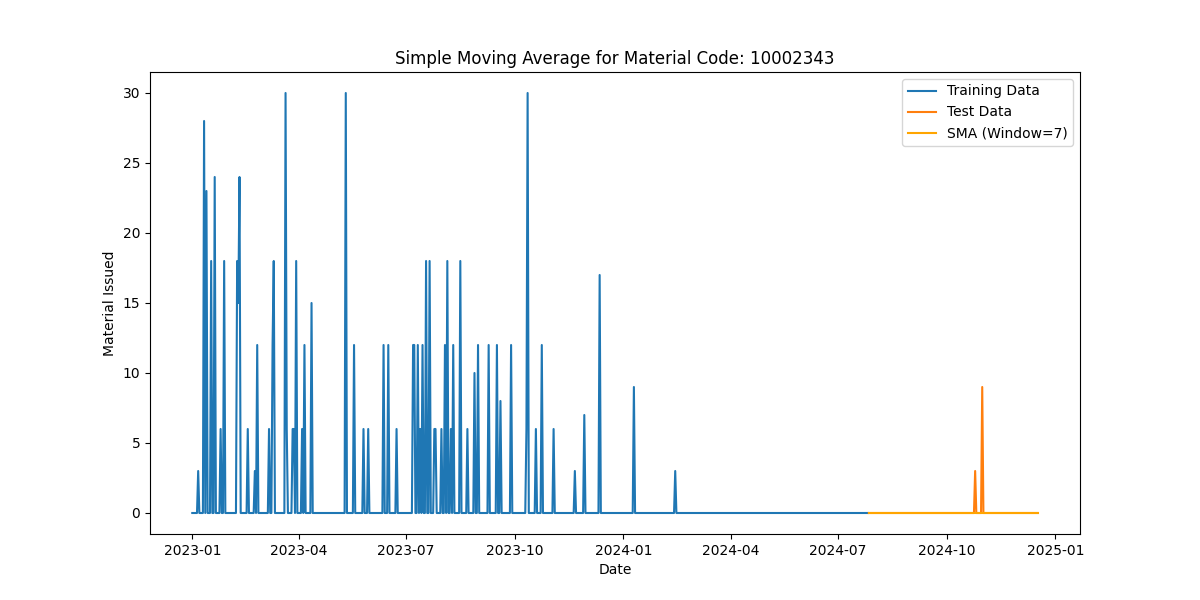 Simple Moving Average for Material Code: 10002343
Training Data
Test Data
SMA (Window=7)
Material Issued
30
25
20
15
10
5
0
2023-01 2023-04 2023-07 2023-10 2024-01 2024-04 2024-07 2024-10 2025-01
Date